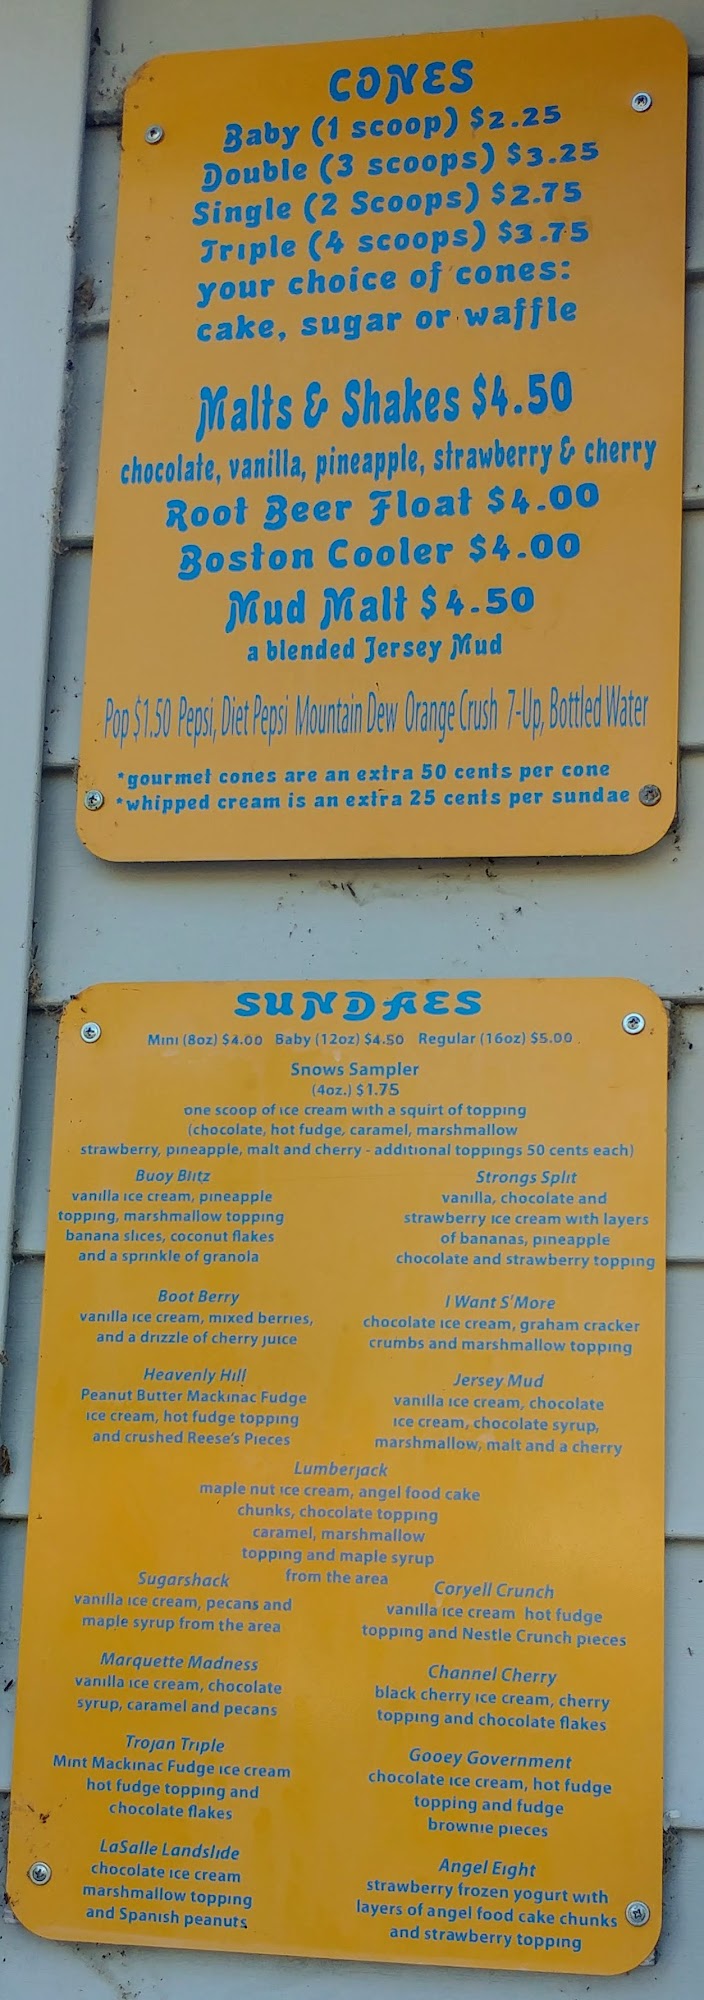 CONES
Baby (1 scoop) $2.25
Double (3 scoops) $3.25
Single (2 Scoops) $2.75
Triple (4 scoops) $3.75
your choice of cones:
cake, sugar or waffle
Malts & Shakes $4.50
chocolate, vanilla, pineapple, strawberry & cherry
Root Beer Float $4.00
Boston Cooler $4.00
Mud Malt $4.50
a blended Jersey Mud
Pop $1.50 Pepsi, Diet Pepsi Mountain Dew Orange Crush 7-Up, Bottled Water
*gourmet cones are an extra 50 cents per cone
*whipped cream is an extra 25 cents per sundae
SUNDAES
Mini (8oz) $4.00 Baby (12oz) $4.50 Regular (16oz) $5.00
Snows Sampler
(4oz.) $1.75
one scoop of ice cream with a squirt of topping
(chocolate, hot fudge, caramel, marshmallow
strawberry, pineapple, malt and cherry - additional toppings 50 cents each)
Buoy Blitz
vanilla ice cream, pineapple
topping, marshmallow topping
banana slices, coconut flakes
and a sprinkle of granola
Strongs Split
vanilla, chocolate and
strawberry ice cream with layers
of bananas, pineapple
chocolate and strawberry topping
Boot Berry
vanilla ice cream, mixed berries,
and a drizzle of cherry juice
I Want S'More
chocolate ice cream, graham cracker
crumbs and marshmallow topping
Heavenly Hill
Peanut Butter Mackinac Fudge
ice cream, hot fudge topping
and crushed Reese's Pieces
Jersey Mud
vanilla ice cream, chocolate
ice cream, chocolate syrup,
marshmallow, malt and a cherry
Lumberjack
maple nut ice cream, angel food cake
chunks, chocolate topping
caramel, marshmallow
topping and maple syrup
from the area
Sugarshack
vanilla ice cream, pecans and
maple syrup from the area
Coryell Crunch
vanilla ice cream hot fudge
topping and Nestle Crunch pieces
Marquette Madness
vanilla ice cream, chocolate
syrup, caramel and pecans
Channel Cherry
black cherry ice cream, cherry
topping and chocolate flakes
Trojan Triple
Mint Mackinac Fudge ice cream
hot fudge topping and
chocolate flakes
Gooey Government
chocolate ice cream, hot fudge
topping and fudge
brownie pieces
LaSalle Landslide
chocolate ice cream
marshmallow topping
and Spanish peanuts
Angel Eight
strawberry frozen yogurt with
layers of angel food cake chunks
and strawberry topping